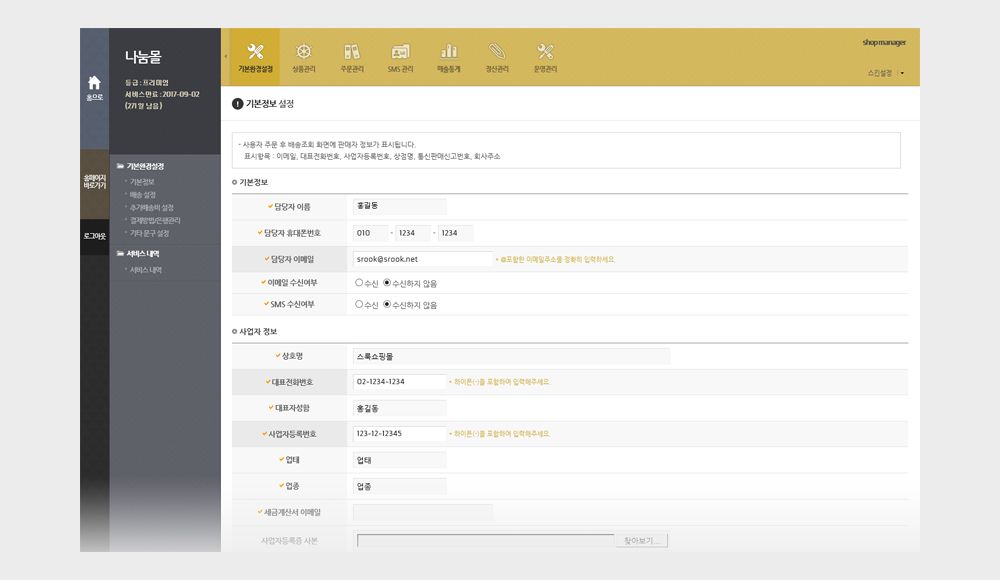 홈으로
홈페이지
바로가기
로그아웃
나눔몰
등급 : 프리미엄
서비스만료 : 2017-09-02
(271일 남음)
기본환경설정
기본정보
배송 설정
추가배송비 설정
결제방법/은행관리
기타 문구 설정
서비스 내역
서비스 내역
기본환경설정 상품관리 주문관리 SMS 관리 매출통계 정산관리 운영관리
shop manager
스킨설정
기본정보 설정
- 사용자 주문 후 배송조회 화면에 판매자 정보가 표시됩니다.
표시항목 : 이메일, 대표전화번호, 사업자등록번호, 상점명, 통신판매신고번호, 회사주소
기본정보
담당자 이름 홍길동
담당자 휴대폰번호 010 - 1234 - 1234
담당자 이메일 srook@srook.net * @포함한 이메일주소를 정확히 입력하세요.
이메일 수신여부 수신 수신하지 않음
SMS 수신여부 수신 수신하지 않음
사업자 정보
상호명 스룩쇼핑몰
대표전화번호 02-1234-1234 * 하이픈(-)을 포함하여 입력해주세요.
대표자성함 홍길동
사업자등록번호 123-12-12345 * 하이픈(-)을 포함하여 입력해주세요.
업태 업태
업종 업종
세금계산서 이메일
사업자등록증 사본 찾아보기...